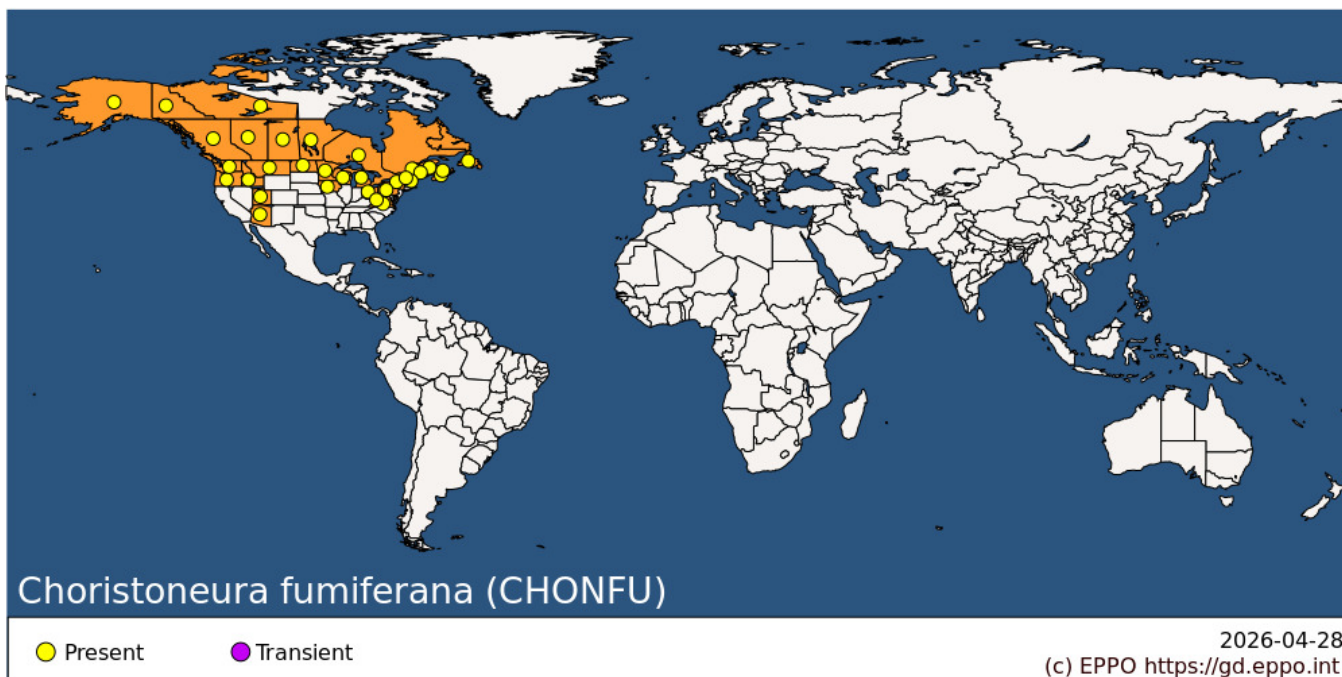 Choristoneura fumiferana (CHONFU)
Present
Transient
2026-04-28
(c) EPPO https://gd.eppo.int